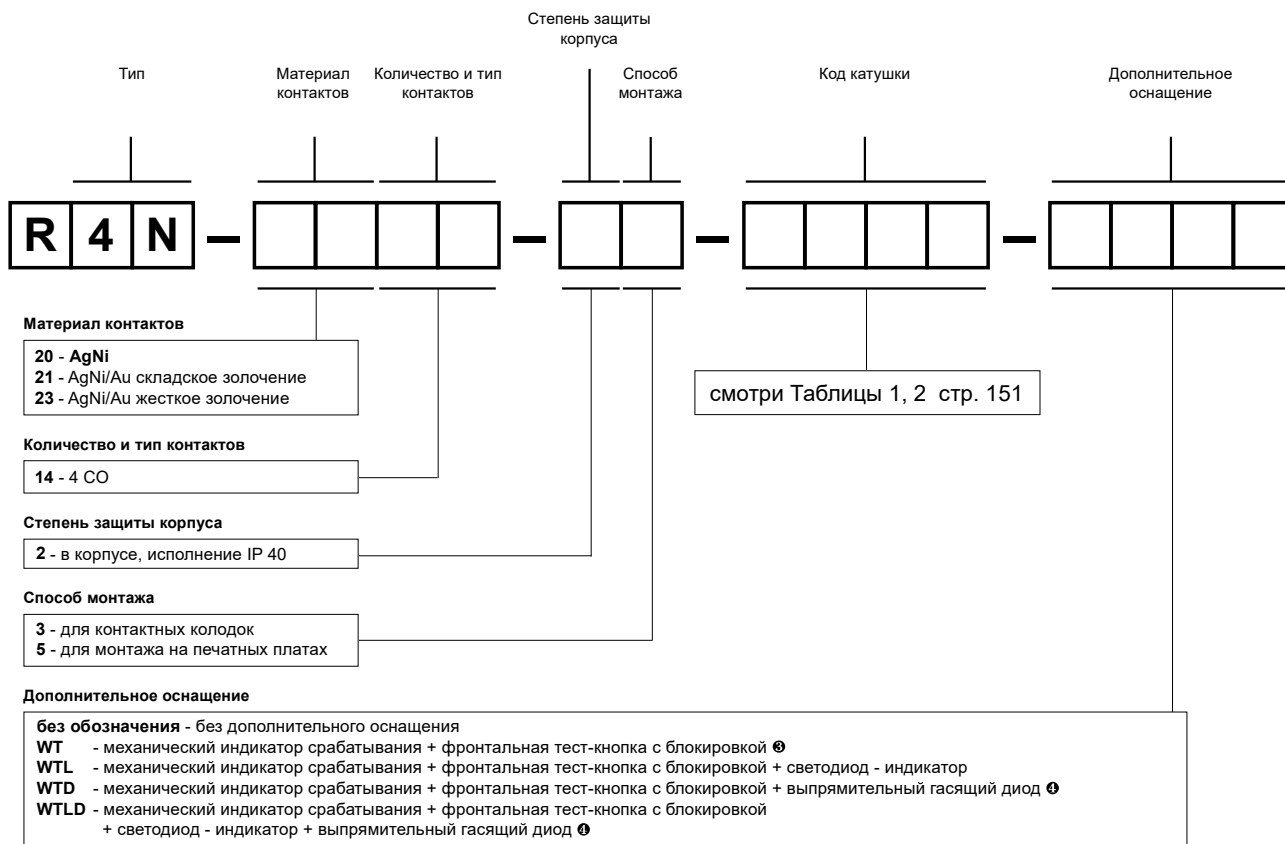 Степень защиты
корпуса
Тип
Материал
контактов
Количество и тип
контактов
Способ
монтажа
Код катушки
Дополнительное
оснащение
R 4 N – – – –
Материал контактов
20 - AgNi
21 - AgNi/Au складское золочение
23 - AgNi/Au жесткое золочение
смотри Таблицы 1, 2 стр. 151
Количество и тип контактов
14 - 4 CO
Степень защиты корпуса
2 - в корпусе, исполнение IP 40
Способ монтажа
3 - для контактных колодок
5 - для монтажа на печатных платах
Дополнительное оснащение
без обозначения - без дополнительного оснащения
WT - механический индикатор срабатывания + фронтальная тест-кнопка с блокировкой ❸
WTL - механический индикатор срабатывания + фронтальная тест-кнопка с блокировкой + светодиод - индикатор
WTD - механический индикатор срабатывания + фронтальная тест-кнопка с блокировкой + выпрямительный гасящий диод ❹
WTLD - механический индикатор срабатывания + фронтальная тест-кнопка с блокировкой
+ светодиод - индикатор + выпрямительный гасящий диод ❹